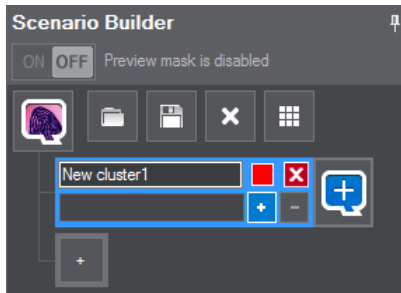 Scenario Builder
ON OFF Preview mask is disabled
New cluster1